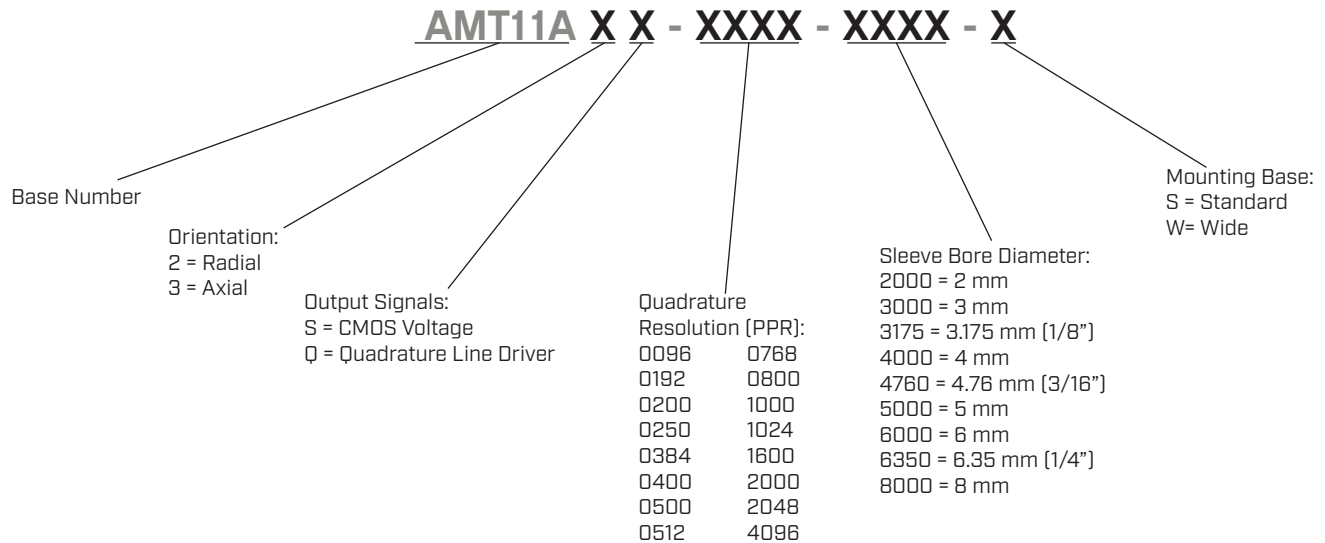 AMT11A X X - XXXX - XXXX - X
Base Number
Orientation:
2 = Radial
3 = Axial
Output Signals:
S = CMOS Voltage
Q = Quadrature Line Driver
Quadrature
Resolution (PPR):
0096 0768
0192 0800
0200 1000
0250 1024
0384 1600
0400 2000
0500 2048
0512 4096
Sleeve Bore Diameter:
2000 = 2 mm
3000 = 3 mm
3175 = 3.175 mm (1/8”)
4000 = 4 mm
4760 = 4.76 mm (3/16”)
5000 = 5 mm
6000 = 6 mm
6350 = 6.35 mm (1/4”)
8000 = 8 mm
Mounting Base:
S = Standard
W= Wide